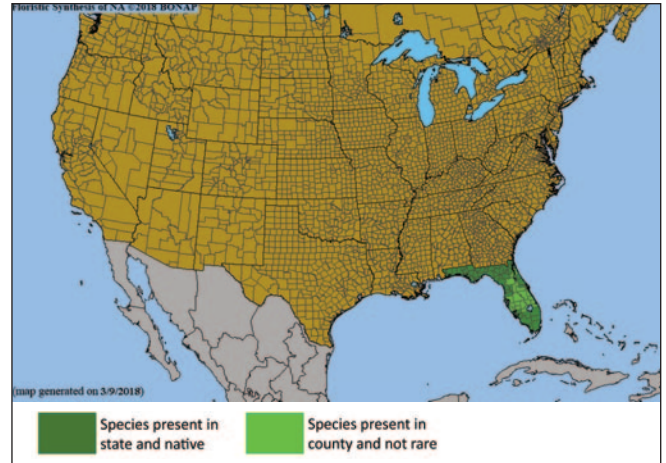 Floristic Synthesis of NA ©2018 BONAP
(map generated on 3/9/2018)
Species present in
state and native
Species present in
county and not rare